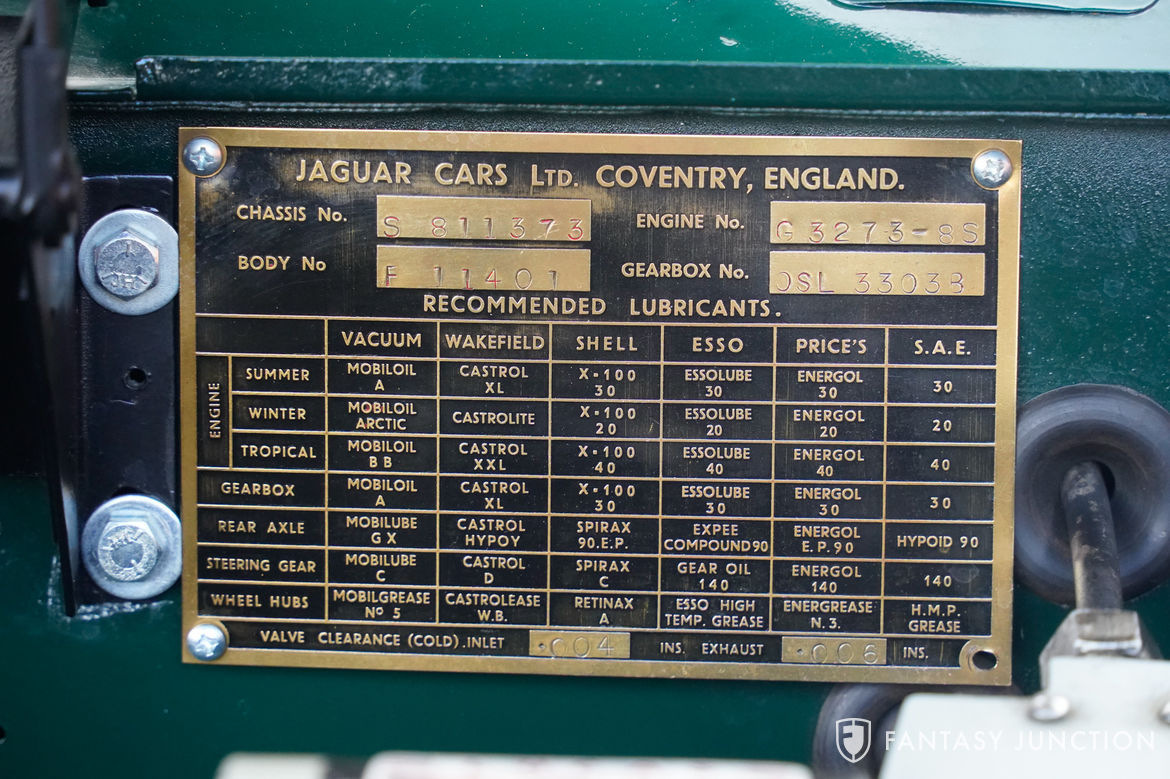 JAGUAR CARS LTD. COVENTRY, ENGLAND.
CHASSIS No. S 811373 ENGINE No. G 3273-8S
BODY No F 11401 GEARBOX No. JSL 3303B
RECOMMENDED LUBRICANTS.
VACUUM WAKEFIELD SHELL ESSO PRICE'S S.A.E.
ENGINE
SUMMER MOBILOIL A CASTROL XL X-100 30 ESSOLUBE 30 ENERGOL 30 30
WINTER MOBILOIL ARCTIC CASTROLITE X-100 20 ESSOLUBE 20 ENERGOL 20 20
TROPICAL MOBILOIL BB CASTROL XXL X-100 40 ESSOLUBE 40 ENERGOL 40 40
GEARBOX MOBILOIL A CASTROL XL X-100 30 ESSOLUBE 30 ENERGOL 30 30
REAR AXLE MOBILUBE GX CASTROL HYPOY SPIRAX 90.E.P. EXPEE COMPOUND 90 ENERGOL E.P. 90 HYPOID 90
STEERING GEAR MOBILUBE C CASTROL D SPIRAX C GEAR OIL 140 ENERGOL 140 140
WHEEL HUBS MOBILGREASE No 5 CASTROLEASE W.B. RETINAX A ESSO HIGH TEMP. GREASE ENERGREASE N.3. H.M.P. GREASE
VALVE CLEARANCE (COLD). INLET .004 INS. EXHAUST .006 INS.
FANTASY JUNCTION